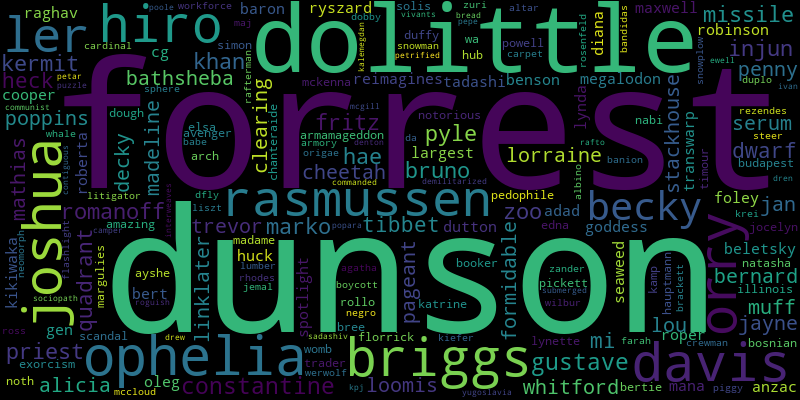 raghav
hiro
dolittle
baron
ryszard
solis
zuri
altar
diana
maxwell
missile
poole
workforce
maj
dobby
vivants
bread
pepe
rosenfeld
bandidas
robinson
ler
cardinal
simon
kalemegdan
duffy
wa
powell
injun
kermit
cg
khan
rafterman
snowman
hub
carpet
snowplows
ewell
penny
heck
petar
puzzle
bathsheba
sphere
mckenna
petrified
reimagines
tadashi
benson
megalodon
duplo
ivan
cooper
communist
forrest
dough
clearing
mcgill
notorious
lynda
stackhouse
nabi
rezendes
poppins
elsa
avenger
babe
chanteraide
armamageddon
fritz
pyle
rafto
transwarp
serum
steer
whale
roberta
decky
madeline
arch
armory
origae
denton
da
largest
lorraine
banion
albino
timour
dwarf
budapest
mathias
contiguous
litigator
dfly
liszt
cheetah
hae
bruno
demilitarized
commanded
dren
joshua
romanoff
rasmussen
pedophile
becky
foley
jan
krei
kikiwaka
neomorph
flashlight
amazing
camper
interfaces
trevor
marko
popara
tibbet
zoo
adad
edna
goddess
orry
jocelyn
quadrant
margulies
linklater
madame
huck
dutton
formidable
seaweed
beletsky
natasha
dunson
ayshe
lumber
rhodes
jemal
spotlight
agatha
boycott
pageant
booker
zander
pickett
kamp
hauptmann
brackett
bernard
illinois
sociopath
bert
roguish
rollo
negro
katrine
submerged
wilbur
muff
ross
gen
scandal
drew
sadashiv
bree
florrick
kiefer
lynette
mi
farah
lou
roper
crewman
jayne
bosnian
priest
exorcism
ophelia
womb
trader
werwolf
briggs
gustave
davis
noth
alicia
mccloud
oleg
constantine
kpj
loomis
yugoslavia
whitford
bertie
mana
piggy
anzac